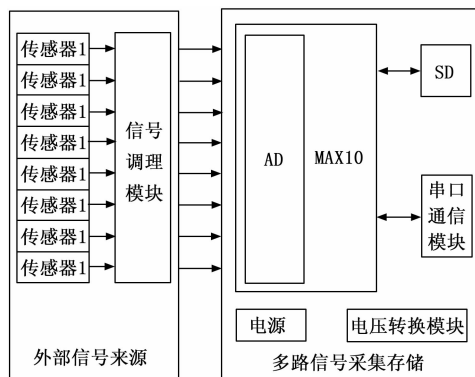 传感器1
传感器1
传感器1
传感器1
传感器1
传感器1
传感器1
传感器1
信号
调理
模块
外部信号来源
AD
MAX10
SD
串口
通信
模块
电源
电压转换模块
多路信号采集存储